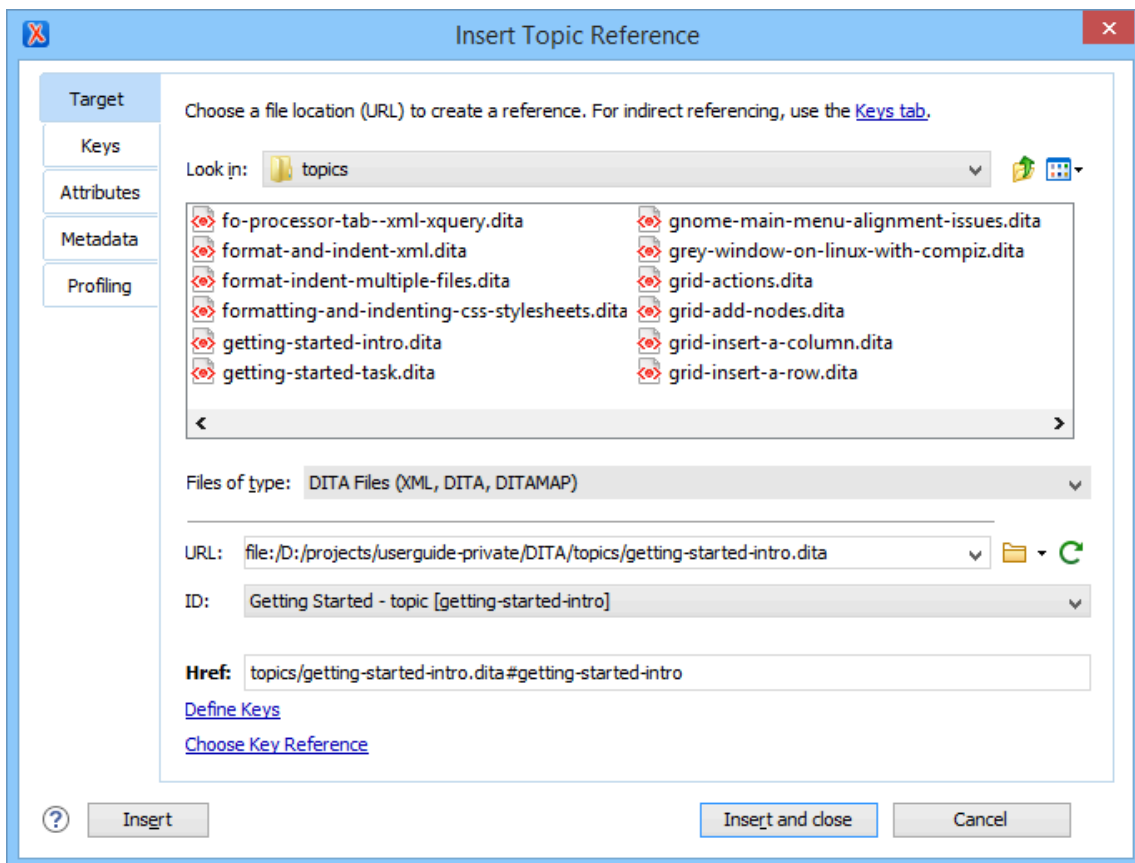 Insert Topic Reference
Target
Keys
Attributes
Metadata
Profiling
Choose a file location (URL) to create a reference. For indirect referencing, use the Keys tab.
Look in: topics
fo-processor-tab--xml-xquery.dita
format-and-indent-xml.dita
format-indent-multiple-files.dita
formatting-and-indenting-css-stylesheets.dita
getting-started-intro.dita
getting-started-task.dita
gnome-main-menu-alignment-issues.dita
grey-window-on-linux-with-compiz.dita
grid-actions.dita
grid-add-nodes.dita
grid-insert-a-column.dita
grid-insert-a-row.dita
Files of type: DITA Files (XML, DITA, DITAMAP)
URL: file:/D:/projects/userguide-private/DITA/topics/getting-started-intro.dita
ID: Getting Started - topic [getting-started-intro]
Href: topics/getting-started-intro.dita#getting-started-intro
Define Keys
Choose Key Reference
? Insert Insert and close Cancel